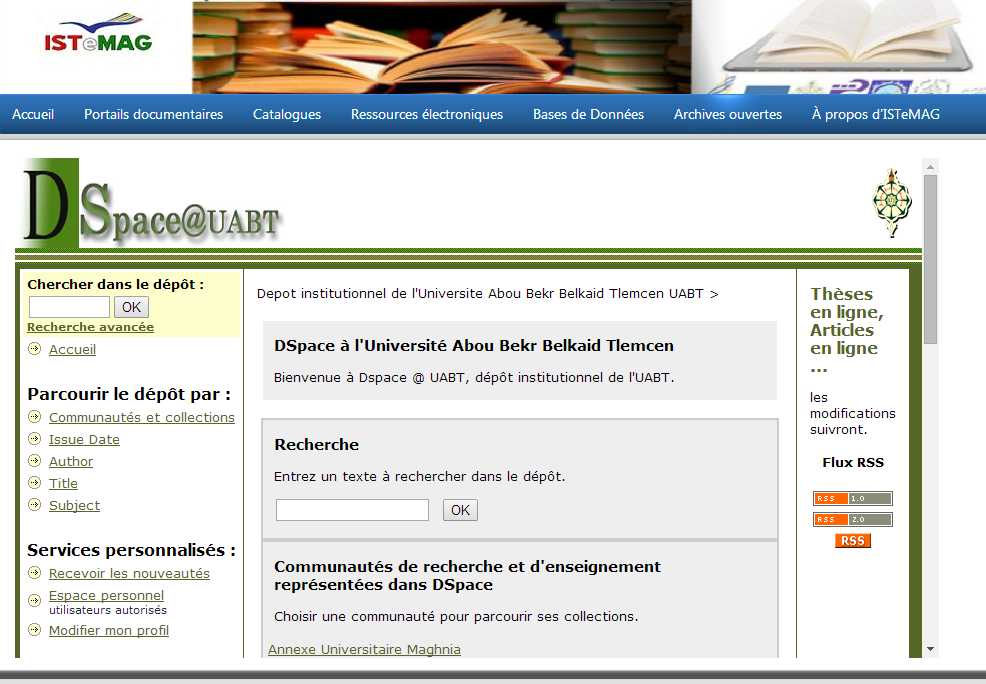 ISTeMAG
Accueil
Portails documentaires
Catalogues
Ressources électroniques
Bases de Données
Archives ouvertes
À propos d'ISTeMAG
DSpace@UABT
Chercher dans le dépôt :
OK
Recherche avancée
Accueil
Parcourir le dépôt par :
Communautés et collections
Issue Date
Author
Title
Subject
Services personnalisés :
Recevoir les nouveautés
Espace personnel
utilisateurs autorisés
Modifier mon profil
Depot institutionnel de l'Universite Abou Bekr Belkaid Tlemcen UABT >
DSpace à l'Université Abou Bekr Belkaid Tlemcen
Bienvenue à Dspace @ UABT, dépôt institutionnel de l'UABT.
Recherche
Entrez un texte à rechercher dans le dépôt.
OK
Communautés de recherche et d'enseignement
représentées dans DSpace
Choisir une communauté pour parcourir ses collections.
Annexe Universitaire Maghnia
Thèses
en ligne,
Articles
en ligne
...
les
modifications
suivront.
Flux RSS
RSS 1.0
RSS 2.0
RSS